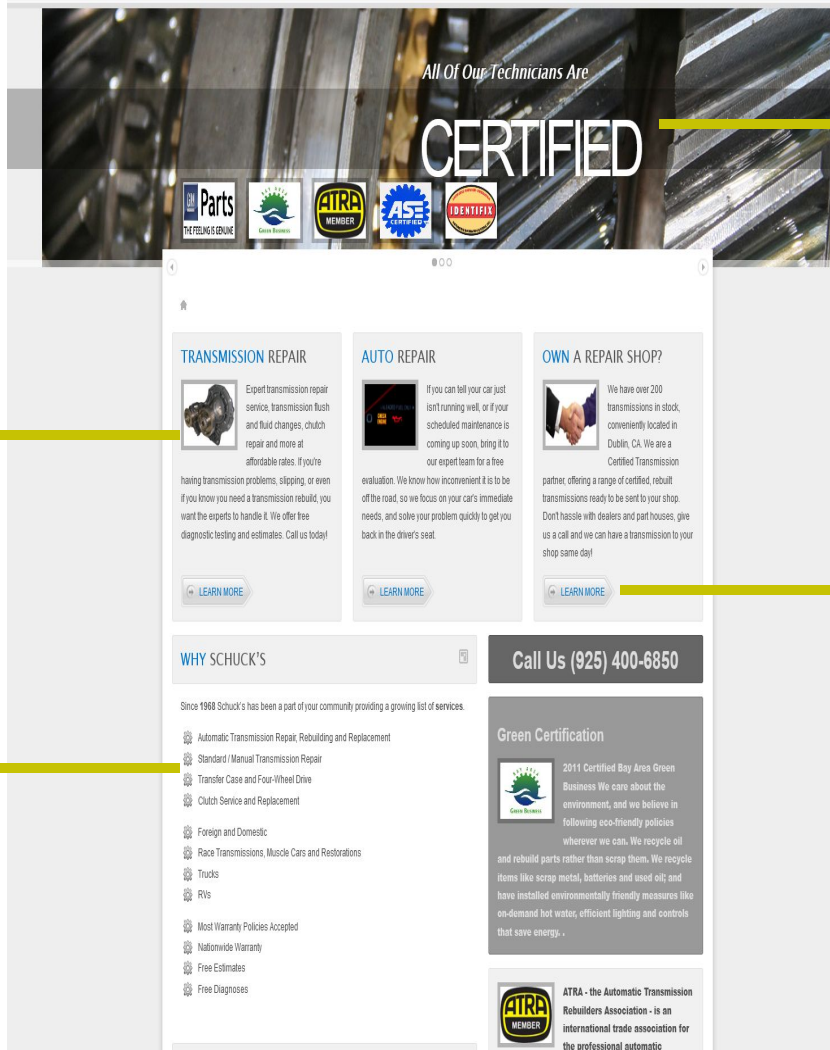 All Of Our Technicians Are
CERTIFIED
GM Parts
THE FEELING IS GENUINE
BAY AREA
GREEN BUSINESS
ATRA
MEMBER
ASE
CERTIFIED
IDENTIFIX
TRANSMISSION REPAIR
Expert transmission repair
service, transmission flush
and fluid changes, chutch
repair and more at
affordable rates. If you're
having transmission problems, slipping, or even
if you know you need a transmission rebuild, you
want the experts to handle it. We offer free
diagnostic testing and estimates. Call us today!
LEARN MORE
AUTO REPAIR
If you can tell your car just
isn't running well, or if your
scheduled maintenance is
coming up soon, bring it to
our expert team for a free
evaluation. We know how inconvenient it is to be
off the road, so we focus on your car's immediate
needs, and solve your problem quickly to get you
back in the driver's seat.
LEARN MORE
OWN A REPAIR SHOP?
We have over 200
transmissions in stock,
conveniently located in
Dublin, CA. We are a
Certified Transmission
partner, offering a range of certified, rebuilt
transmissions ready to be sent to your shop.
Don't hassle with dealers and part houses, give
us a call and we can have a transmission to your
shop same day!
LEARN MORE
WHY SCHUCK'S
Since 1968 Schuck's has been a part of your community providing a growing list of services.
Automatic Transmission Repair, Rebuilding and Replacement
Standard / Manual Transmission Repair
Transfer Case and Four-Wheel Drive
Clutch Service and Replacement
Foreign and Domestic
Race Transmissions, Muscle Cars and Restorations
Trucks
RVs
Most Warranty Policies Accepted
Nationwide Warranty
Free Estimates
Free Diagnoses
Call Us (925) 400-6850
Green Certification
BAY AREA
GREEN BUSINESS
2011 Certified Bay Area Green
Business We care about the
environment, and we believe in
following eco-friendly policies
wherever we can. We recycle oil
and rebuild parts rather than scrap them. We recycle
items like scrap metal, batteries and used oil; and
have installed environmentally friendly measures like
on-demand hot water, efficient lighting and controls
that save energy. .
ATRA
MEMBER
ATRA - the Automatic Transmission
Rebuilders Association - is an
international trade association for
the professional automatic